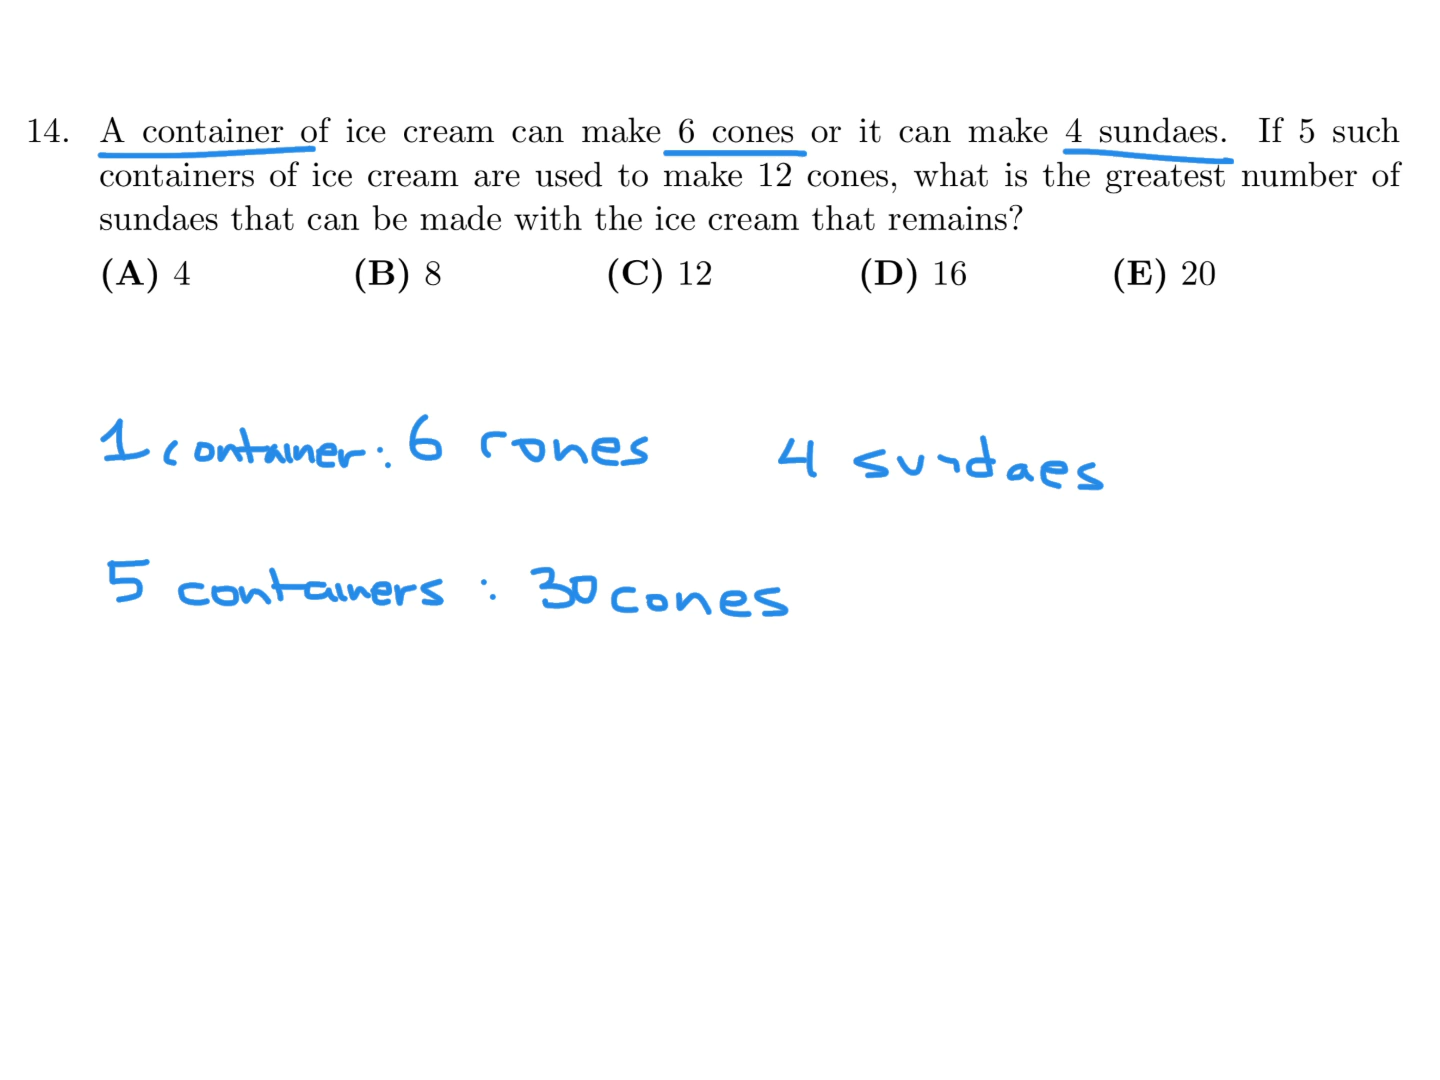 14. A container of ice cream can make 6 cones or it can make 4 sundaes. If 5 such
containers of ice cream are used to make 12 cones, what is the greatest number of
sundaes that can be made with the ice cream that remains?
(A) 4 (B) 8 (C) 12 (D) 16 (E) 20
1 container: 6 cones 4 sundaes
5 containers : 30 cones